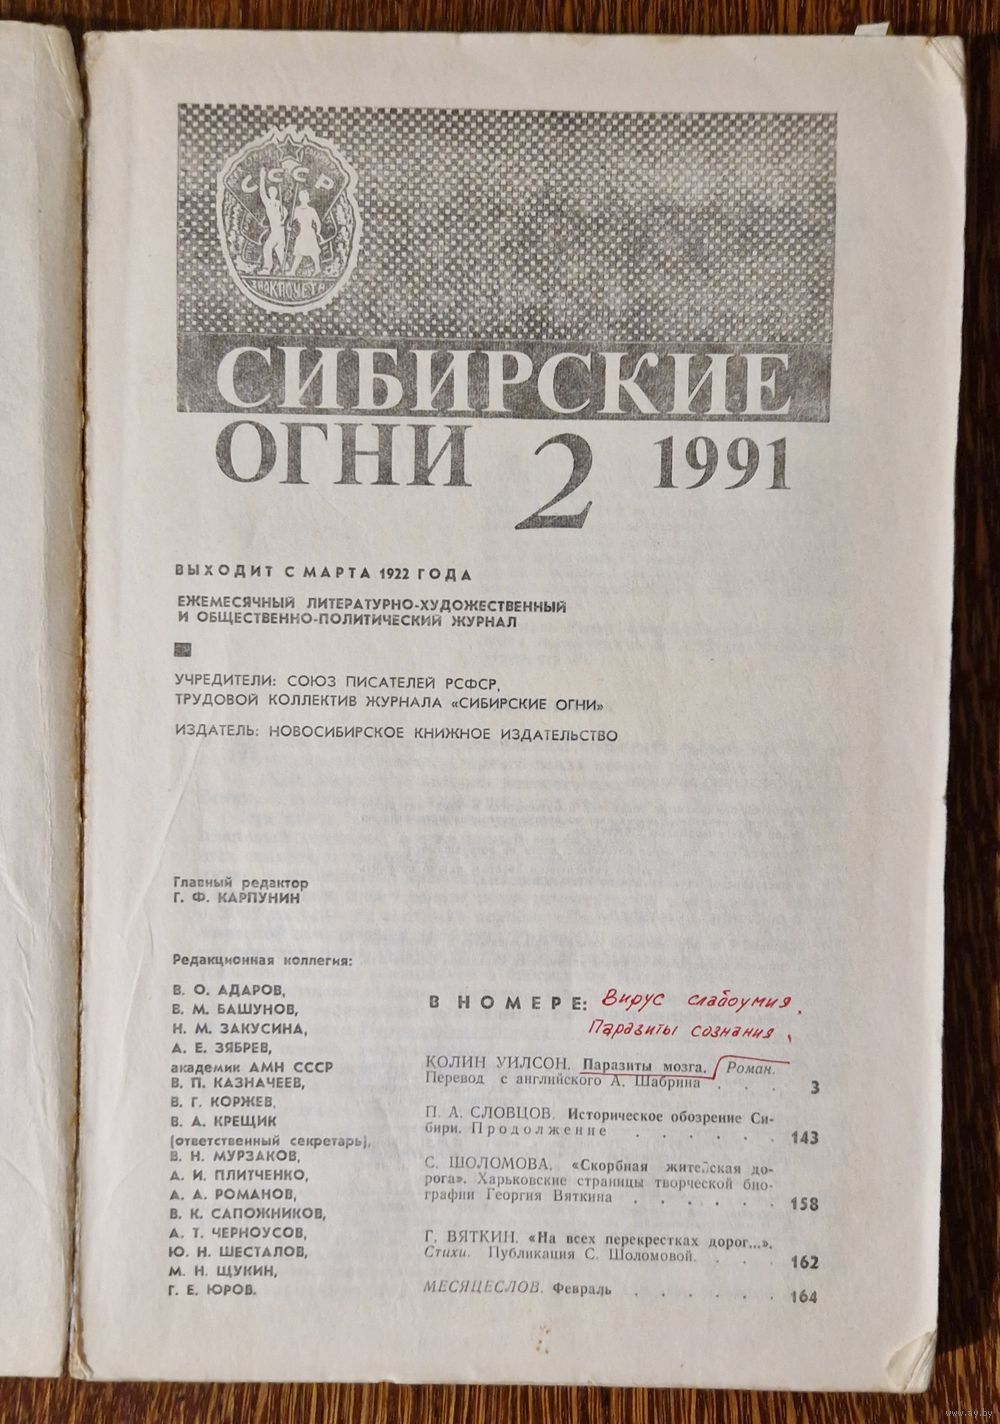 СССР
ЗНАК ПОЧЕТА
СИБИРСКИЕ
ОГНИ 2 1991
ВЫХОДИТ С МАРТА 1922 ГОДА
ЕЖЕМЕСЯЧНЫЙ ЛИТЕРАТУРНО-ХУДОЖЕСТВЕННЫЙ
И ОБЩЕСТВЕННО-ПОЛИТИЧЕСКИЙ ЖУРНАЛ
УЧРЕДИТЕЛИ: СОЮЗ ПИСАТЕЛЕЙ РСФСР,
ТРУДОВОЙ КОЛЛЕКТИВ ЖУРНАЛА «СИБИРСКИЕ ОГНИ»
ИЗДАТЕЛЬ: НОВОСИБИРСКОЕ КНИЖНОЕ ИЗДАТЕЛЬСТВО
Главный редактор
Г. Ф. КАРПУНИН
Редакционная коллегия:
В. О. АДАРОВ,
В. М. БАШУНОВ,
Н. М. ЗАКУСИНА,
А. Е. ЗЯБРЕВ,
академик АМН СССР
В. П. КАЗНАЧЕЕВ,
В. Г. КОРЖЕВ,
В. А. КРЕЩИК
(ответственный секретарь),
В. Н. МУРЗАКОВ,
А. И. ПЛИТЧЕНКО,
А. А. РОМАНОВ,
В. К. САПОЖНИКОВ,
А. Т. ЧЕРНОУСОВ,
Ю. Н. ШЕСТАЛОВ,
М. Н. ЩУКИН,
Г. Е. ЮРОВ.
В НОМЕРЕ: Вирус слабоумия.
Паразиты сознания.
КОЛИН УИЛСОН. Паразиты мозга. Роман.
Перевод с английского А. Шабрина . . . 3
П. А. СЛОВЦОВ. Историческое обозрение Си-
бири. Продолжение . . . . . . 143
С. ШОЛОМОВА. «Скорбная житейская до-
рога». Харьковские страницы творческой био-
графии Георгия Вяткина . . . . . . 158
Г. ВЯТКИН. «На всех перекрестках дорог...».
Стихи. Публикация С. Шоломовой. . . . 162
МЕСЯЦЕСЛОВ. Февраль . . . . . . 164
www.ay.by